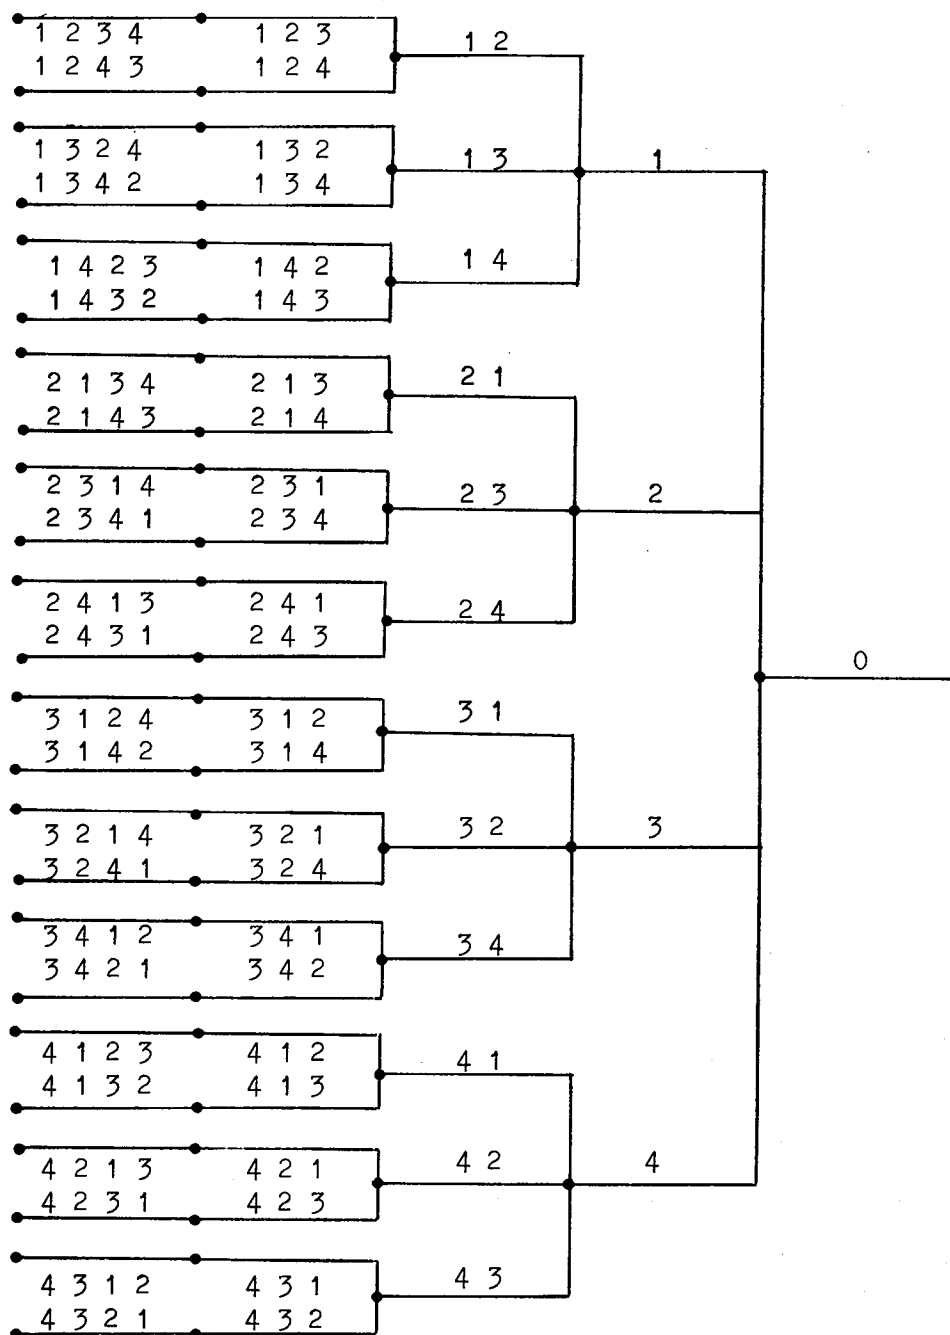 1 2 3 4 1 2 3 1 2
1 2 4 3 1 2 4
1 3 2 4 1 3 2 1 3 1
1 3 4 2 1 3 4
1 4 2 3 1 4 2 1 4
1 4 3 2 1 4 3
2 1 3 4 2 1 3 2 1
2 1 4 3 2 1 4
2 3 1 4 2 3 1 2 3 2
2 3 4 1 2 3 4
2 4 1 3 2 4 1 2 4
2 4 3 1 2 4 3
0
3 1 2 4 3 1 2 3 1
3 1 4 2 3 1 4
3 2 1 4 3 2 1 3 2 3
3 2 4 1 3 2 4
3 4 1 2 3 4 1 3 4
3 4 2 1 3 4 2
4 1 2 3 4 1 2 4 1
4 1 3 2 4 1 3
4 2 1 3 4 2 1 4 2 4
4 2 3 1 4 2 3
4 3 1 2 4 3 1 4 3
4 3 2 1 4 3 2